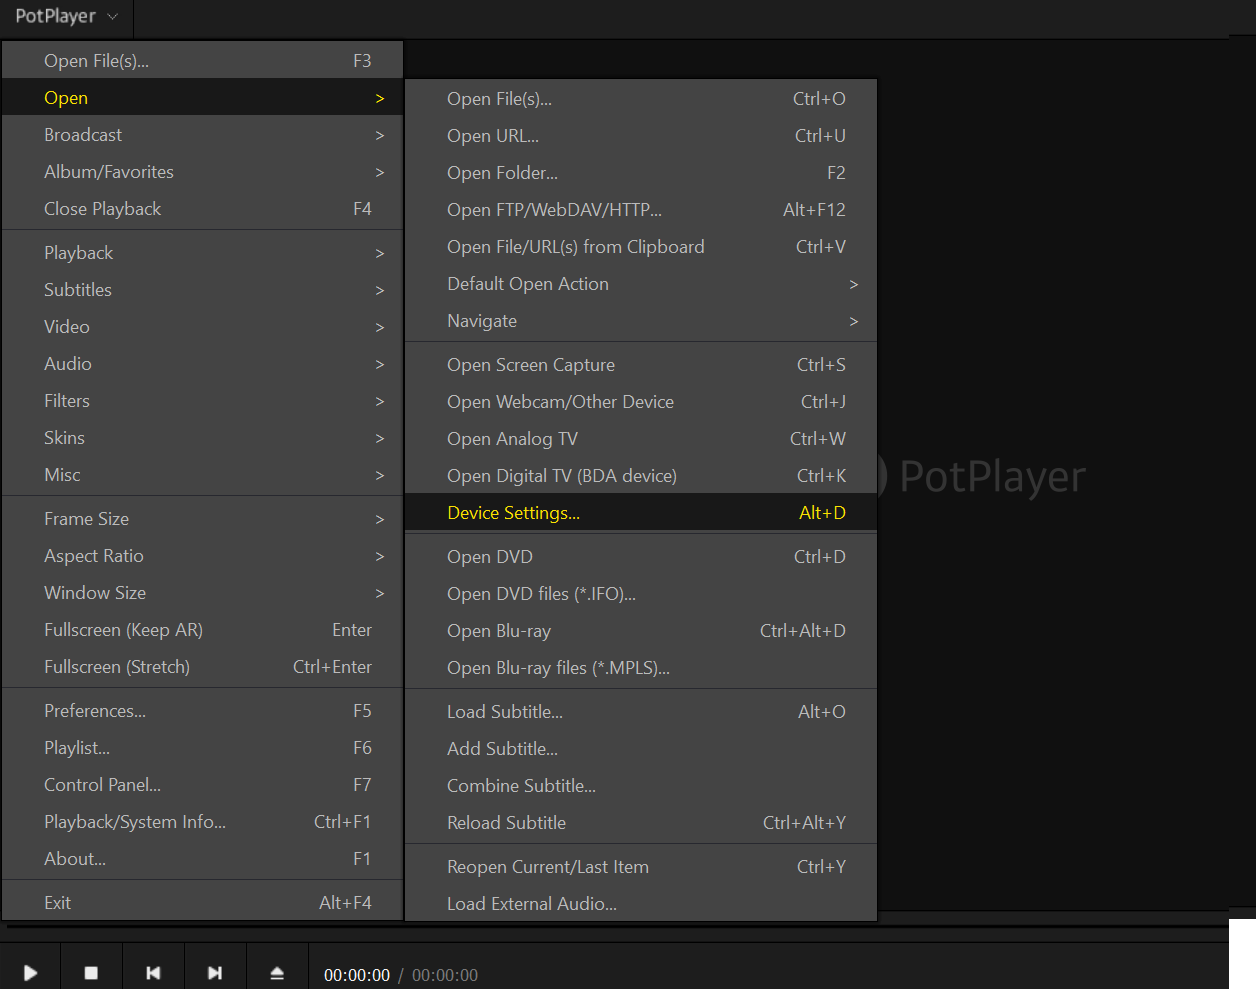 PotPlayer
Open File(s)... F3
Open >
Broadcast >
Album/Favorites >
Close Playback F4
Playback >
Subtitles >
Video >
Audio >
Filters >
Skins >
Misc >
Frame Size >
Aspect Ratio >
Window Size >
Fullscreen (Keep AR) Enter
Fullscreen (Stretch) Ctrl+Enter
Preferences... F5
Playlist... F6
Control Panel... F7
Playback/System Info... Ctrl+F1
About... F1
Exit Alt+F4
Open File(s)... Ctrl+O
Open URL... Ctrl+U
Open Folder... F2
Open FTP/WebDAV/HTTP... Alt+F12
Open File/URL(s) from Clipboard Ctrl+V
Default Open Action >
Navigate >
Open Screen Capture Ctrl+S
Open Webcam/Other Device Ctrl+J
Open Analog TV Ctrl+W
Open Digital TV (BDA device) Ctrl+K
Device Settings... Alt+D
Open DVD Ctrl+D
Open DVD files (*.IFO)...
Open Blu-ray Ctrl+Alt+D
Open Blu-ray files (*.MPLS)...
Load Subtitle... Alt+O
Add Subtitle...
Combine Subtitle...
Reload Subtitle Ctrl+Alt+Y
Reopen Current/Last Item Ctrl+Y
Load External Audio...
PotPlayer
00:00:00 / 00:00:00